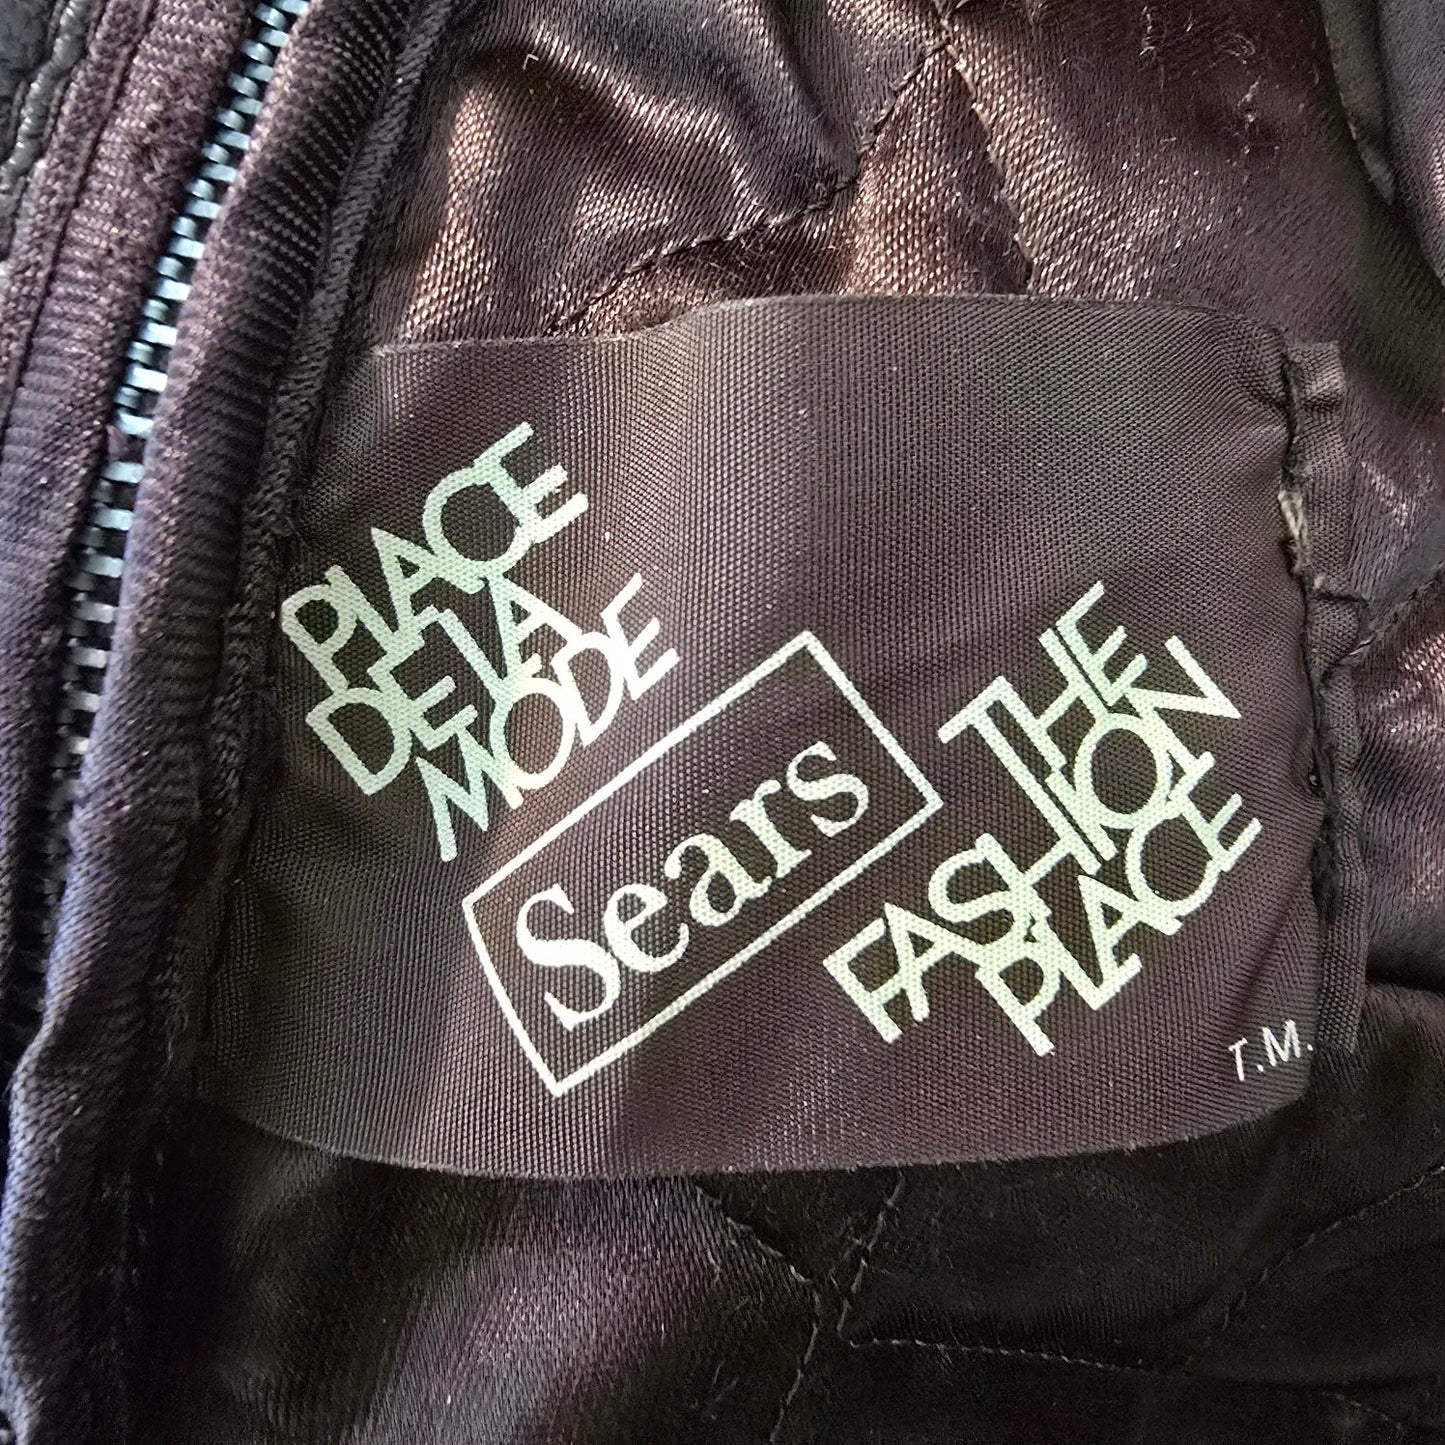 PLACE
DE LA
MODE
Sears
THE
FASHION
PLACE
T.M.